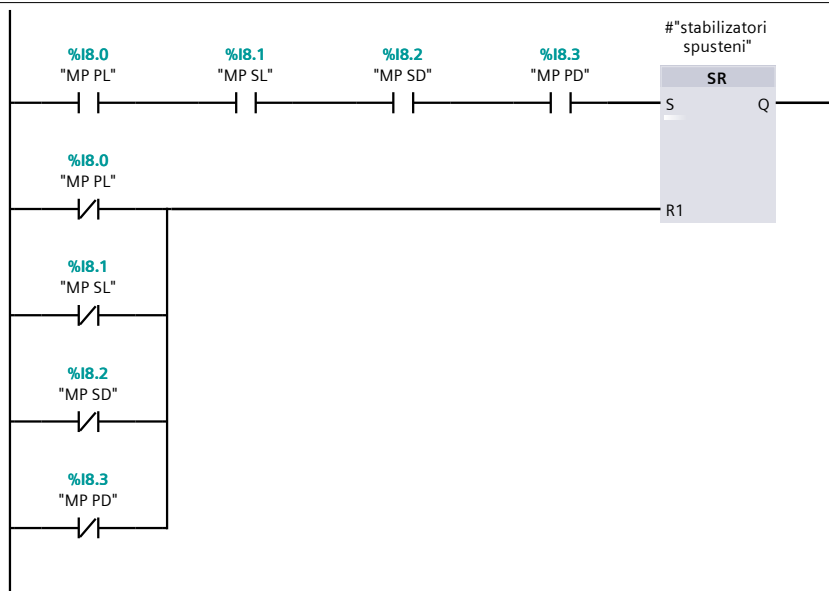 #"stabilizatori
spusteni"
%I8.0
"MP PL"
%I8.1
"MP SL"
%I8.2
"MP SD"
%I8.3
"MP PD"
SR
S
Q
%I8.0
"MP PL"
R1
%I8.1
"MP SL"
%I8.2
"MP SD"
%I8.3
"MP PD"